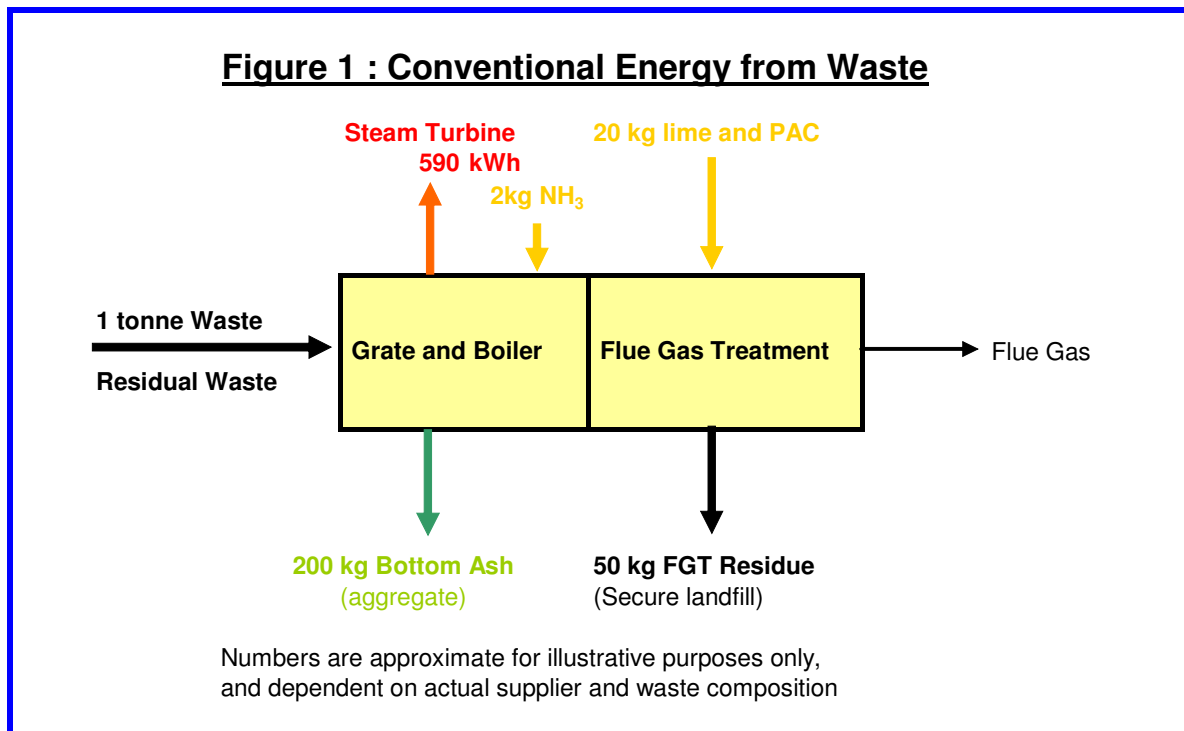 Figure 1 : Conventional Energy from Waste
Steam Turbine
590 kWh
20 kg lime and PAC
2kg NH₃
1 tonne Waste
Residual Waste
Grate and Boiler
Flue Gas Treatment
Flue Gas
200 kg Bottom Ash
(aggregate)
50 kg FGT Residue
(Secure landfill)
Numbers are approximate for illustrative purposes only,
and dependent on actual supplier and waste composition